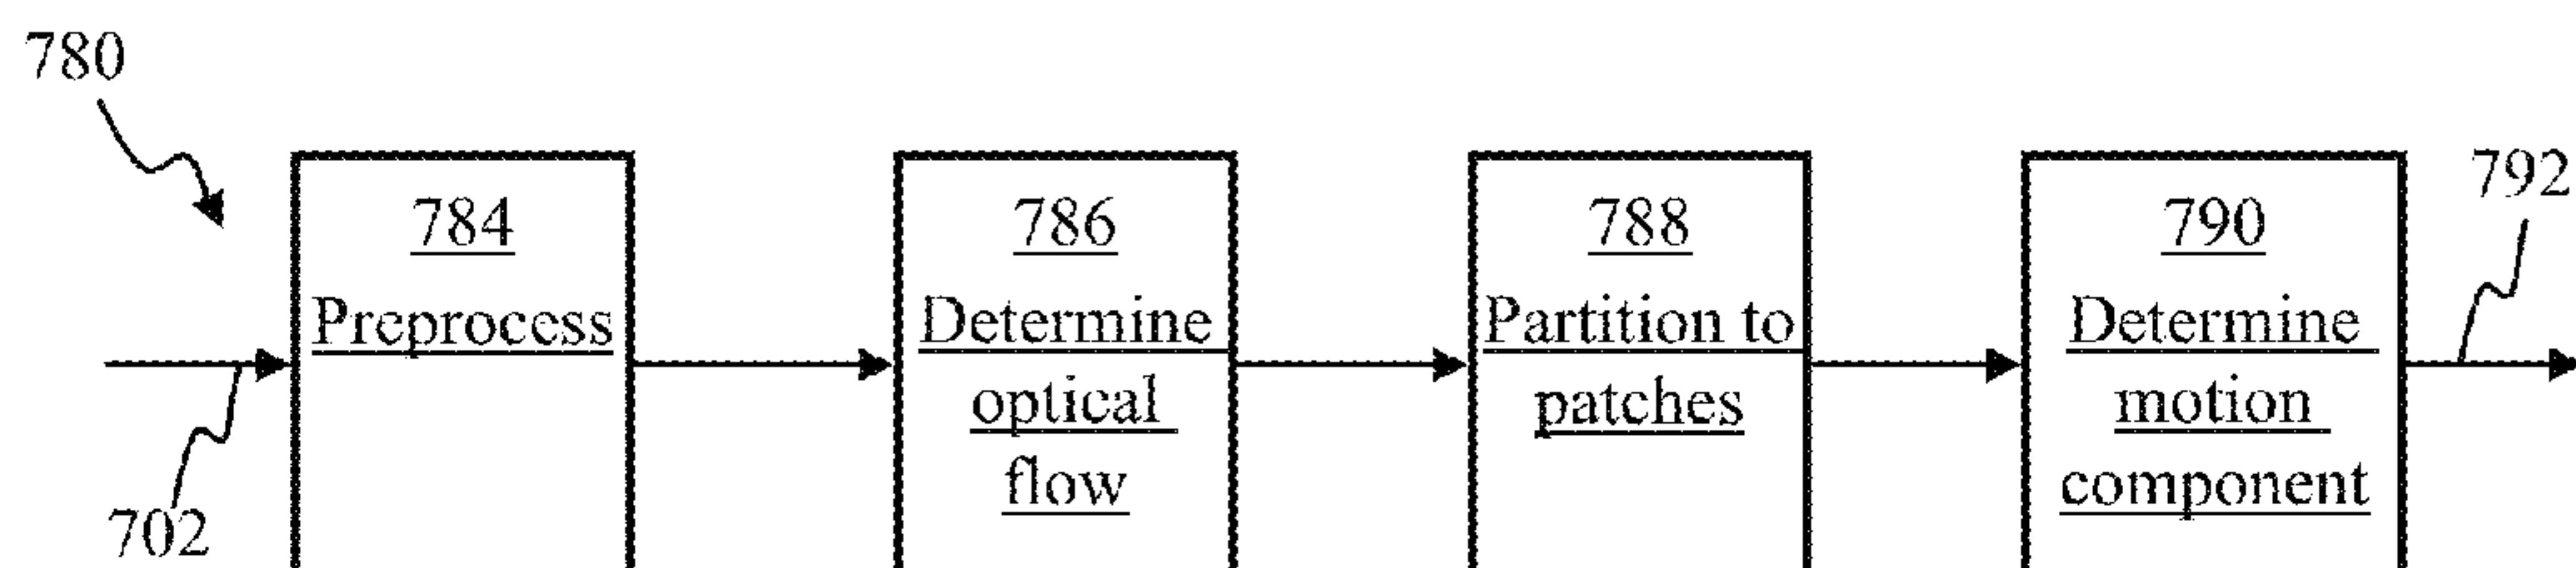 780
784
Preprocess
702
786
Determine
optical
flow
788
Partition to
patches
790
Determine
motion
component
792